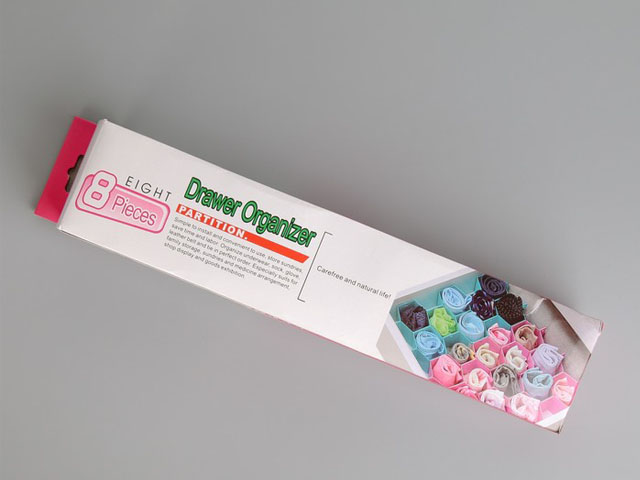 EIGHT
8 Pieces
Drawer Organizer
PARTITION.
Simple to install and convenient to use, store sundries,
save time and labor. Organize underwear, sock, glove,
leather belt and tie in perfect order. Especially suits for
family storage, sundries and medicine arrangement,
shop display and goods exhibition.
Carefree and natural life!